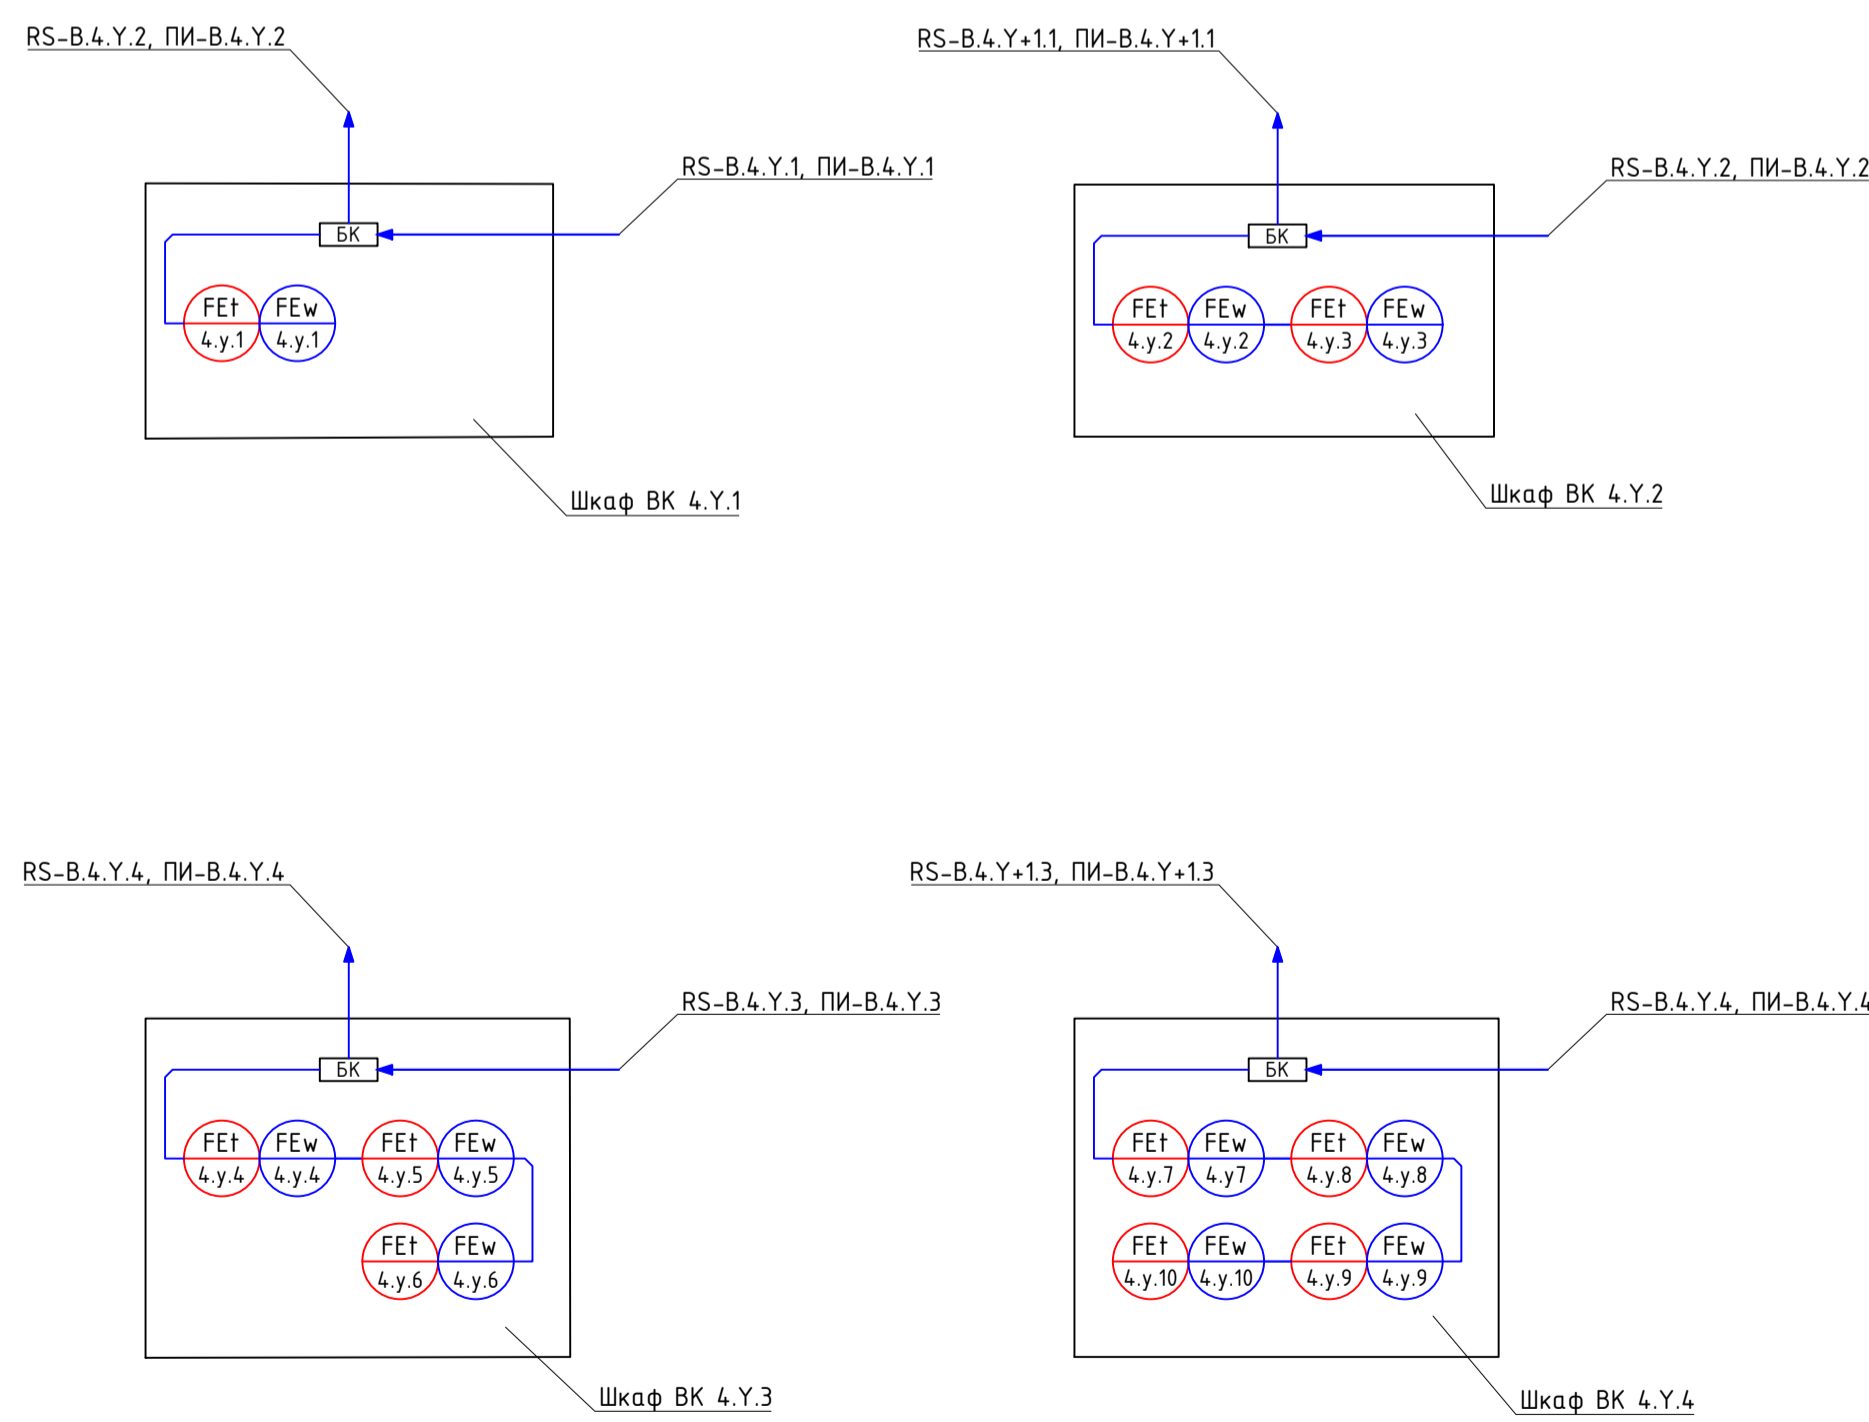 RS-В.4.Y.2, ПИ-В.4.Y.2
RS-В.4.Y.1, ПИ-В.4.Y.1
БК
FEt FEw
4.y.1 4.y.1
Шкаф ВК 4.Y.1
RS-В.4.Y+1.1, ПИ-В.4.Y+1.1
RS-В.4.Y.2, ПИ-В.4.Y.2
БК
FEt FEw FEt FEw
4.y.2 4.y.2 4.y.3 4.y.3
Шкаф ВК 4.Y.2
RS-В.4.Y.4, ПИ-В.4.Y.4
RS-В.4.Y.3, ПИ-В.4.Y.3
БК
FEt FEw FEt FEw
4.y.4 4.y.4 4.y.5 4.y.5
FEt FEw
4.y.6 4.y.6
Шкаф ВК 4.Y.3
RS-В.4.Y+1.3, ПИ-В.4.Y+1.3
RS-В.4.Y.4, ПИ-В.4.Y.4
БК
FEt FEw FEt FEw
4.y.7 4.y7 4.y.8 4.y.8
FEt FEw FEt FEw
4.y.10 4.y.10 4.y.9 4.y.9
Шкаф ВК 4.Y.4